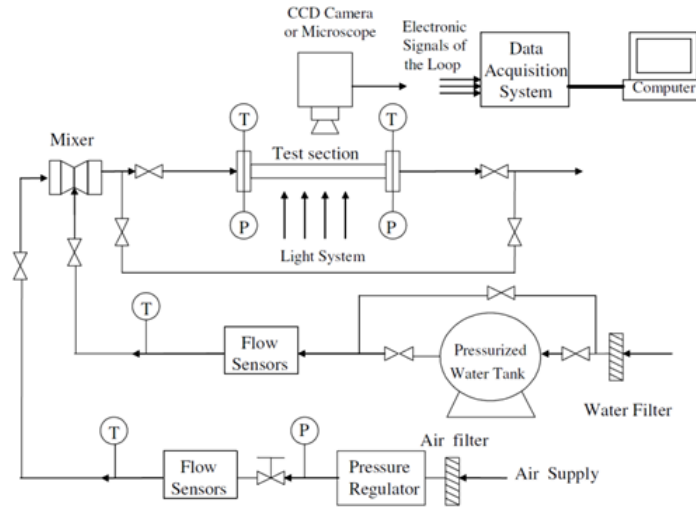 CCD Camera
or Microscope
Electronic
Signals of
the Loop
Data
Acquisition
System
Computer
Mixer
T
T
Test section
P
P
Light System
T
Flow
Sensors
Pressurized
Water Tank
Water Filter
T
Flow
Sensors
P
Pressure
Regulator
Air filter
Air Supply